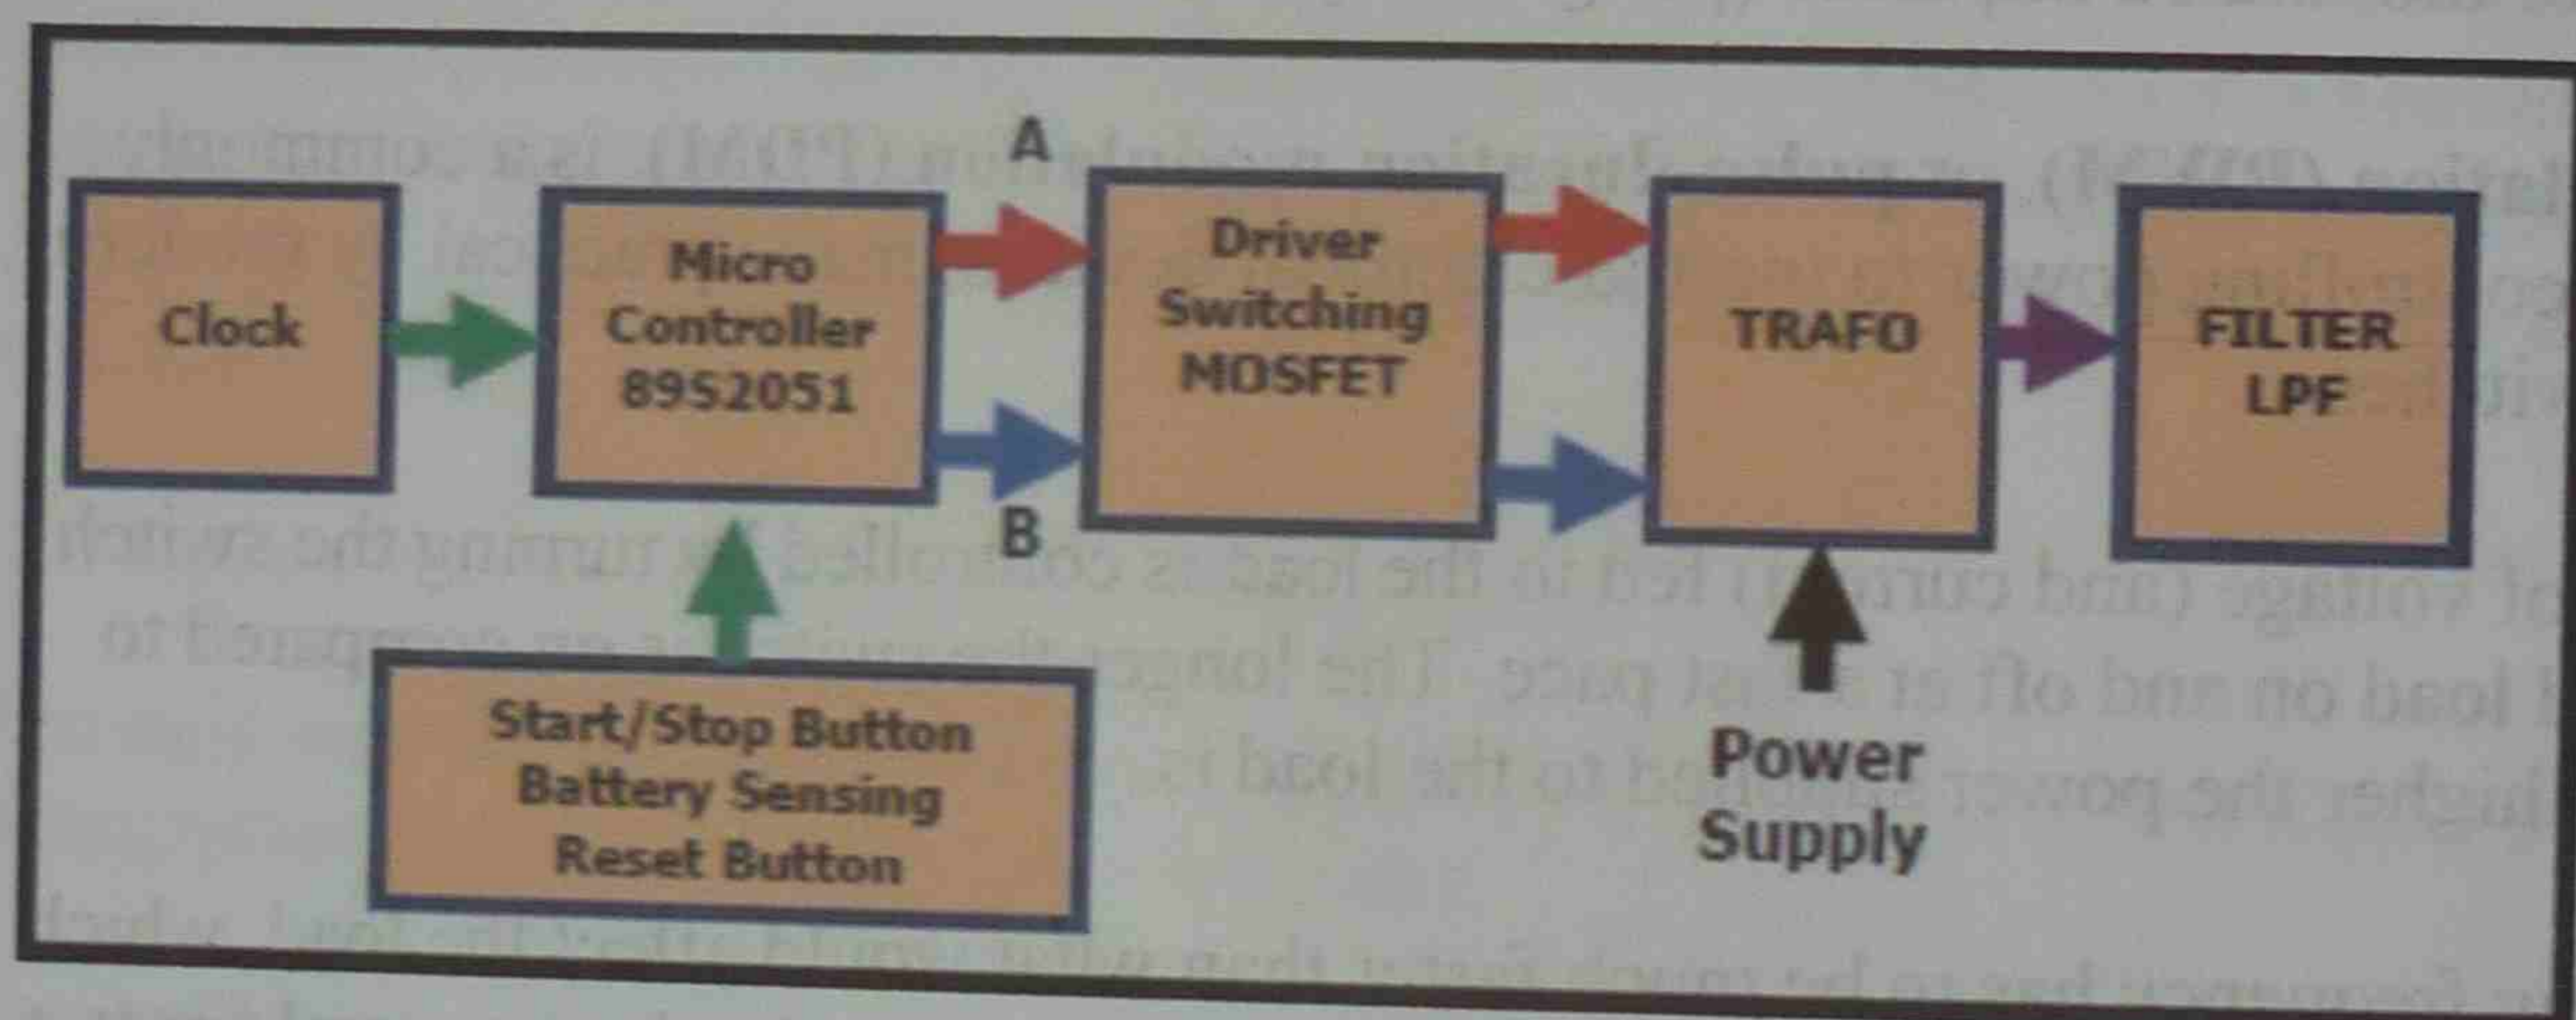 A
Clock
Micro
Controller
89S2051
Driver
Switching
MOSFET
TRAFO
FILTER
LPF
B
Start/Stop Button
Battery Sensing
Reset Button
Power
Supply